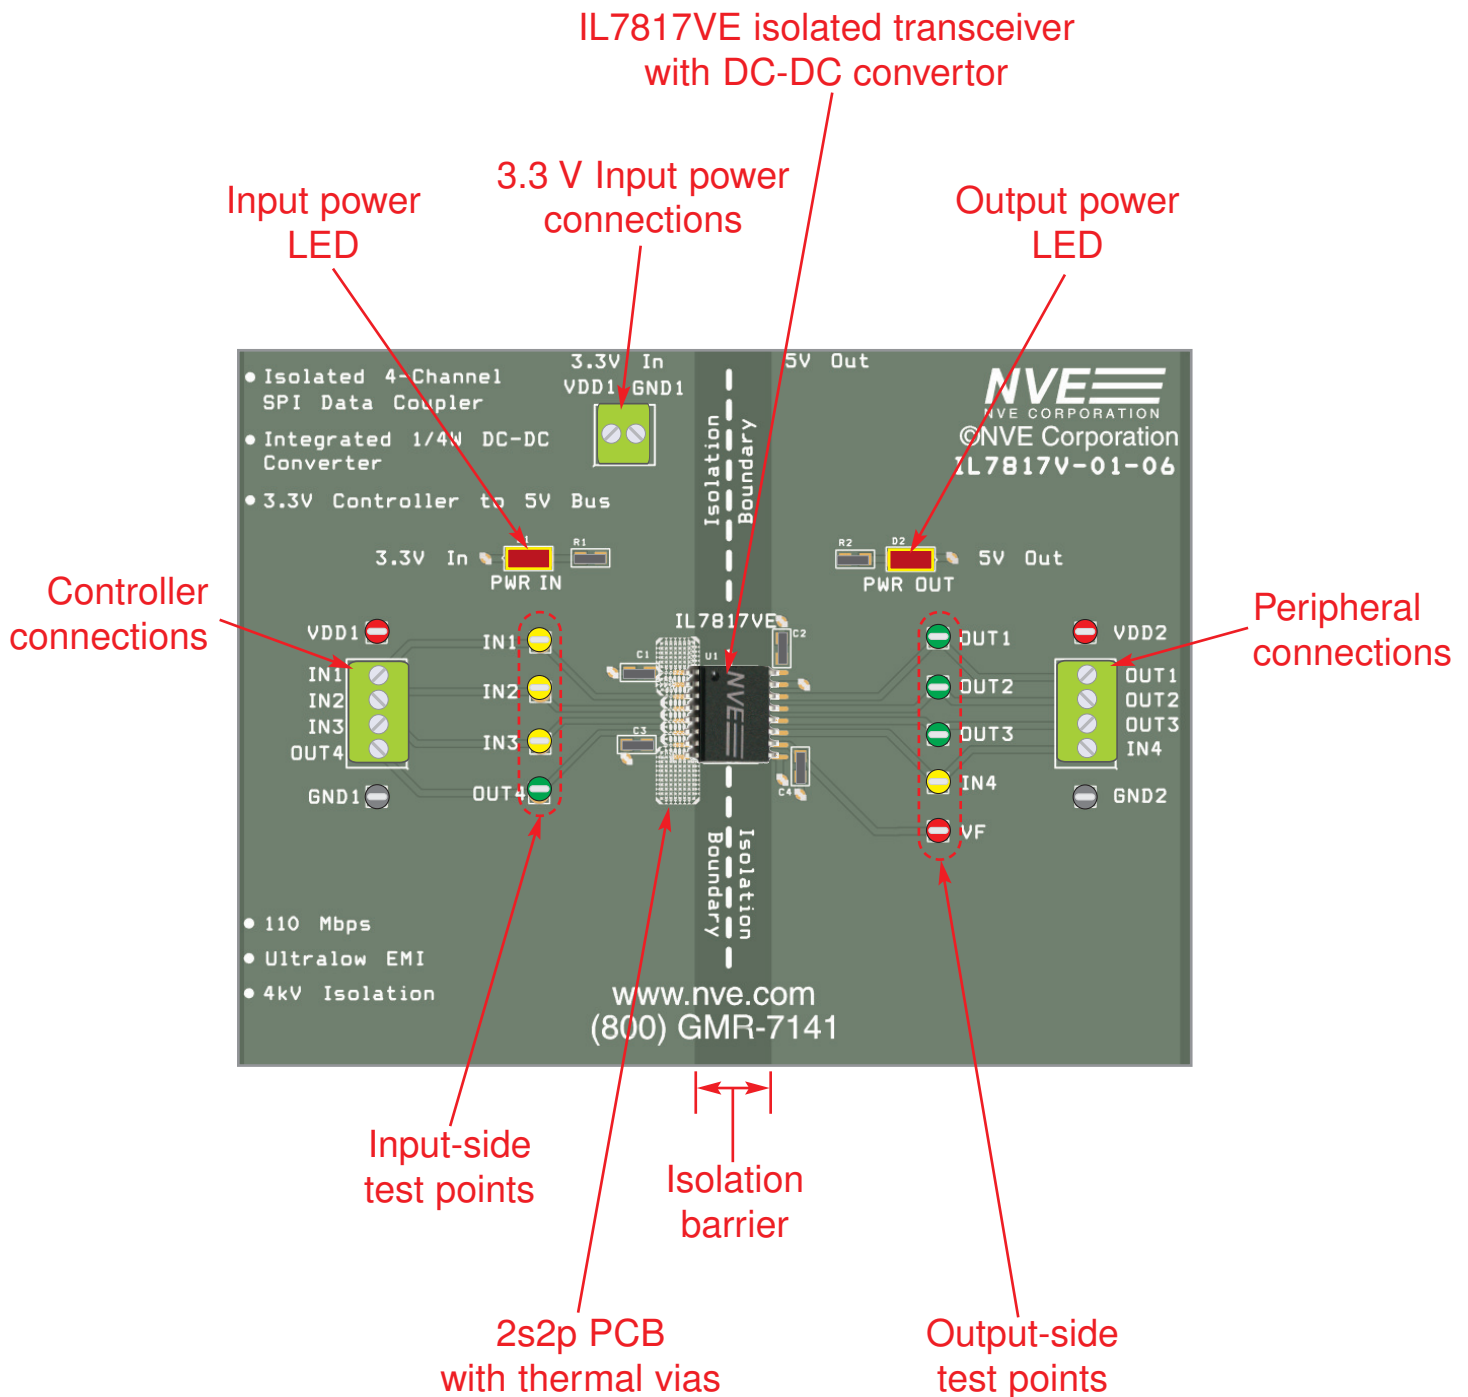 IL7817VE isolated transceiver
with DC-DC convertor
3.3 V Input power
connections
Input power
LED
Output power
LED
3.3V In
VDD1 GND1
5V Out
Isolated 4-Channel
SPI Data Coupler
Integrated 1/4W DC-DC
Converter
3.3V Controller to 5V Bus
NVE
NVE CORPORATION
©NVE Corporation
IL7817V-01-06
Isolation
Boundary
3.3V In
R1
PWR IN
R2
D2
5V Out
PWR OUT
Controller
connections
Peripheral
connections
VDD1
IN1
IN2
IN3
OUT4
GND1
IN1
IN2
IN3
OUT4
IL7817VE
C1
U1
C2
C3
C4
NVE
OUT1
OUT2
OUT3
IN4
VF
VDD2
OUT1
OUT2
OUT3
IN4
GND2
Isolation
Boundary
110 Mbps
Ultralow EMI
4kV Isolation
www.nve.com
(800) GMR-7141
Input-side
test points
Isolation
barrier
2s2p PCB
with thermal vias
Output-side
test points